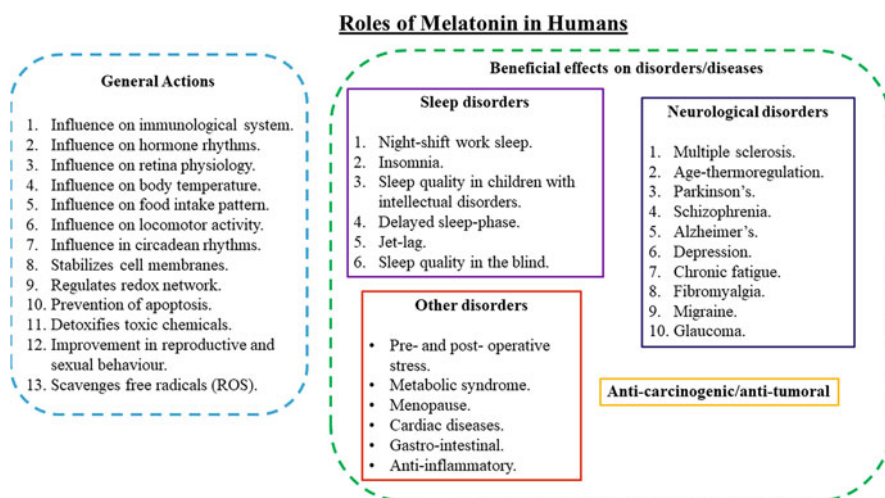 Roles of Melatonin in Humans
General Actions
1. Influence on immunological system.
2. Influence on hormone rhythms.
3. Influence on retina physiology.
4. Influence on body temperature.
5. Influence on food intake pattern.
6. Influence on locomotor activity.
7. Influence in circadean rhythms.
8. Stabilizes cell membranes.
9. Regulates redox network.
10. Prevention of apoptosis.
11. Detoxifies toxic chemicals.
12. Improvement in reproductive and
sexual behaviour.
13. Scavenges free radicals (ROS).
Beneficial effects on disorders/diseases
Sleep disorders
1. Night-shift work sleep.
2. Insomnia.
3. Sleep quality in children with
intellectual disorders.
4. Delayed sleep-phase.
5. Jet-lag.
6. Sleep quality in the blind.
Neurological disorders
1. Multiple sclerosis.
2. Age-thermoregulation.
3. Parkinson's.
4. Schizophrenia.
5. Alzheimer's.
6. Depression.
7. Chronic fatigue.
8. Fibromyalgia.
9. Migraine.
10. Glaucoma.
Other disorders
• Pre- and post- operative
stress.
• Metabolic syndrome.
• Menopause.
• Cardiac diseases.
• Gastro-intestinal.
• Anti-inflammatory.
Anti-carcinogenic/anti-tumoral